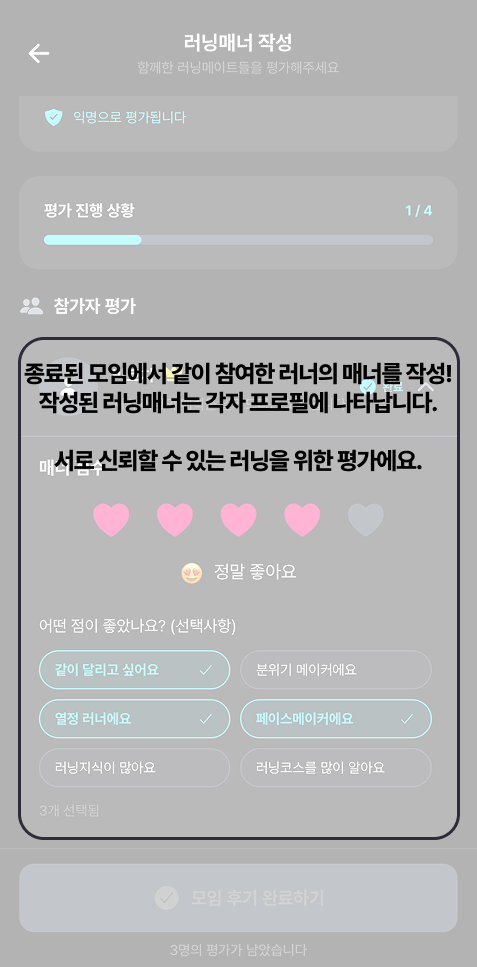 러닝매너 작성
함께한 러닝메이트들을 평가해주세요
익명으로 평가됩니다
평가 진행 상황
1 / 4
참가자 평가
종료된 모임에서 같이 참여한 러너의 매너를 작성!
완료
작성된 러닝매너는 각자 프로필에 나타납니다.
서로 신뢰할 수 있는 러닝을 위한 평가에요.
매너 점수
정말 좋아요
어떤 점이 좋았나요? (선택사항)
같이 달리고 싶어요
분위기 메이커에요
열정 러너에요
페이스메이커에요
러닝지식이 많아요
러닝코스를 많이 알아요
3개 선택됨
모임 후기 완료하기
3명의 평가가 남았습니다